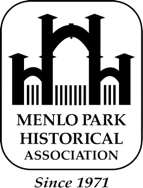 MENLO PARK
HISTORICAL
ASSOCIATION
Since 1971